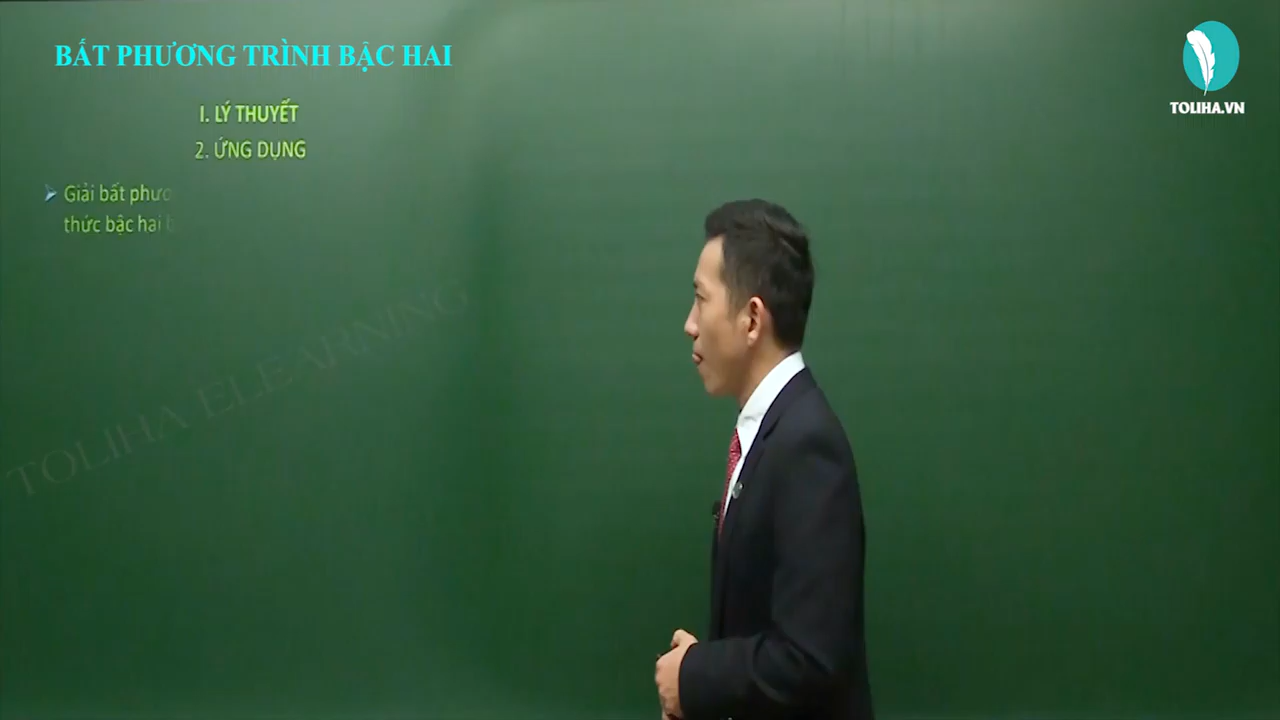 BẤT PHƯƠNG TRÌNH BẬC HAI
TOLIHA.VN
I. LÝ THUYẾT
2. ỨNG DỤNG
Giải bất phươ
thức bậc hai
TOLIHA ELEARNING